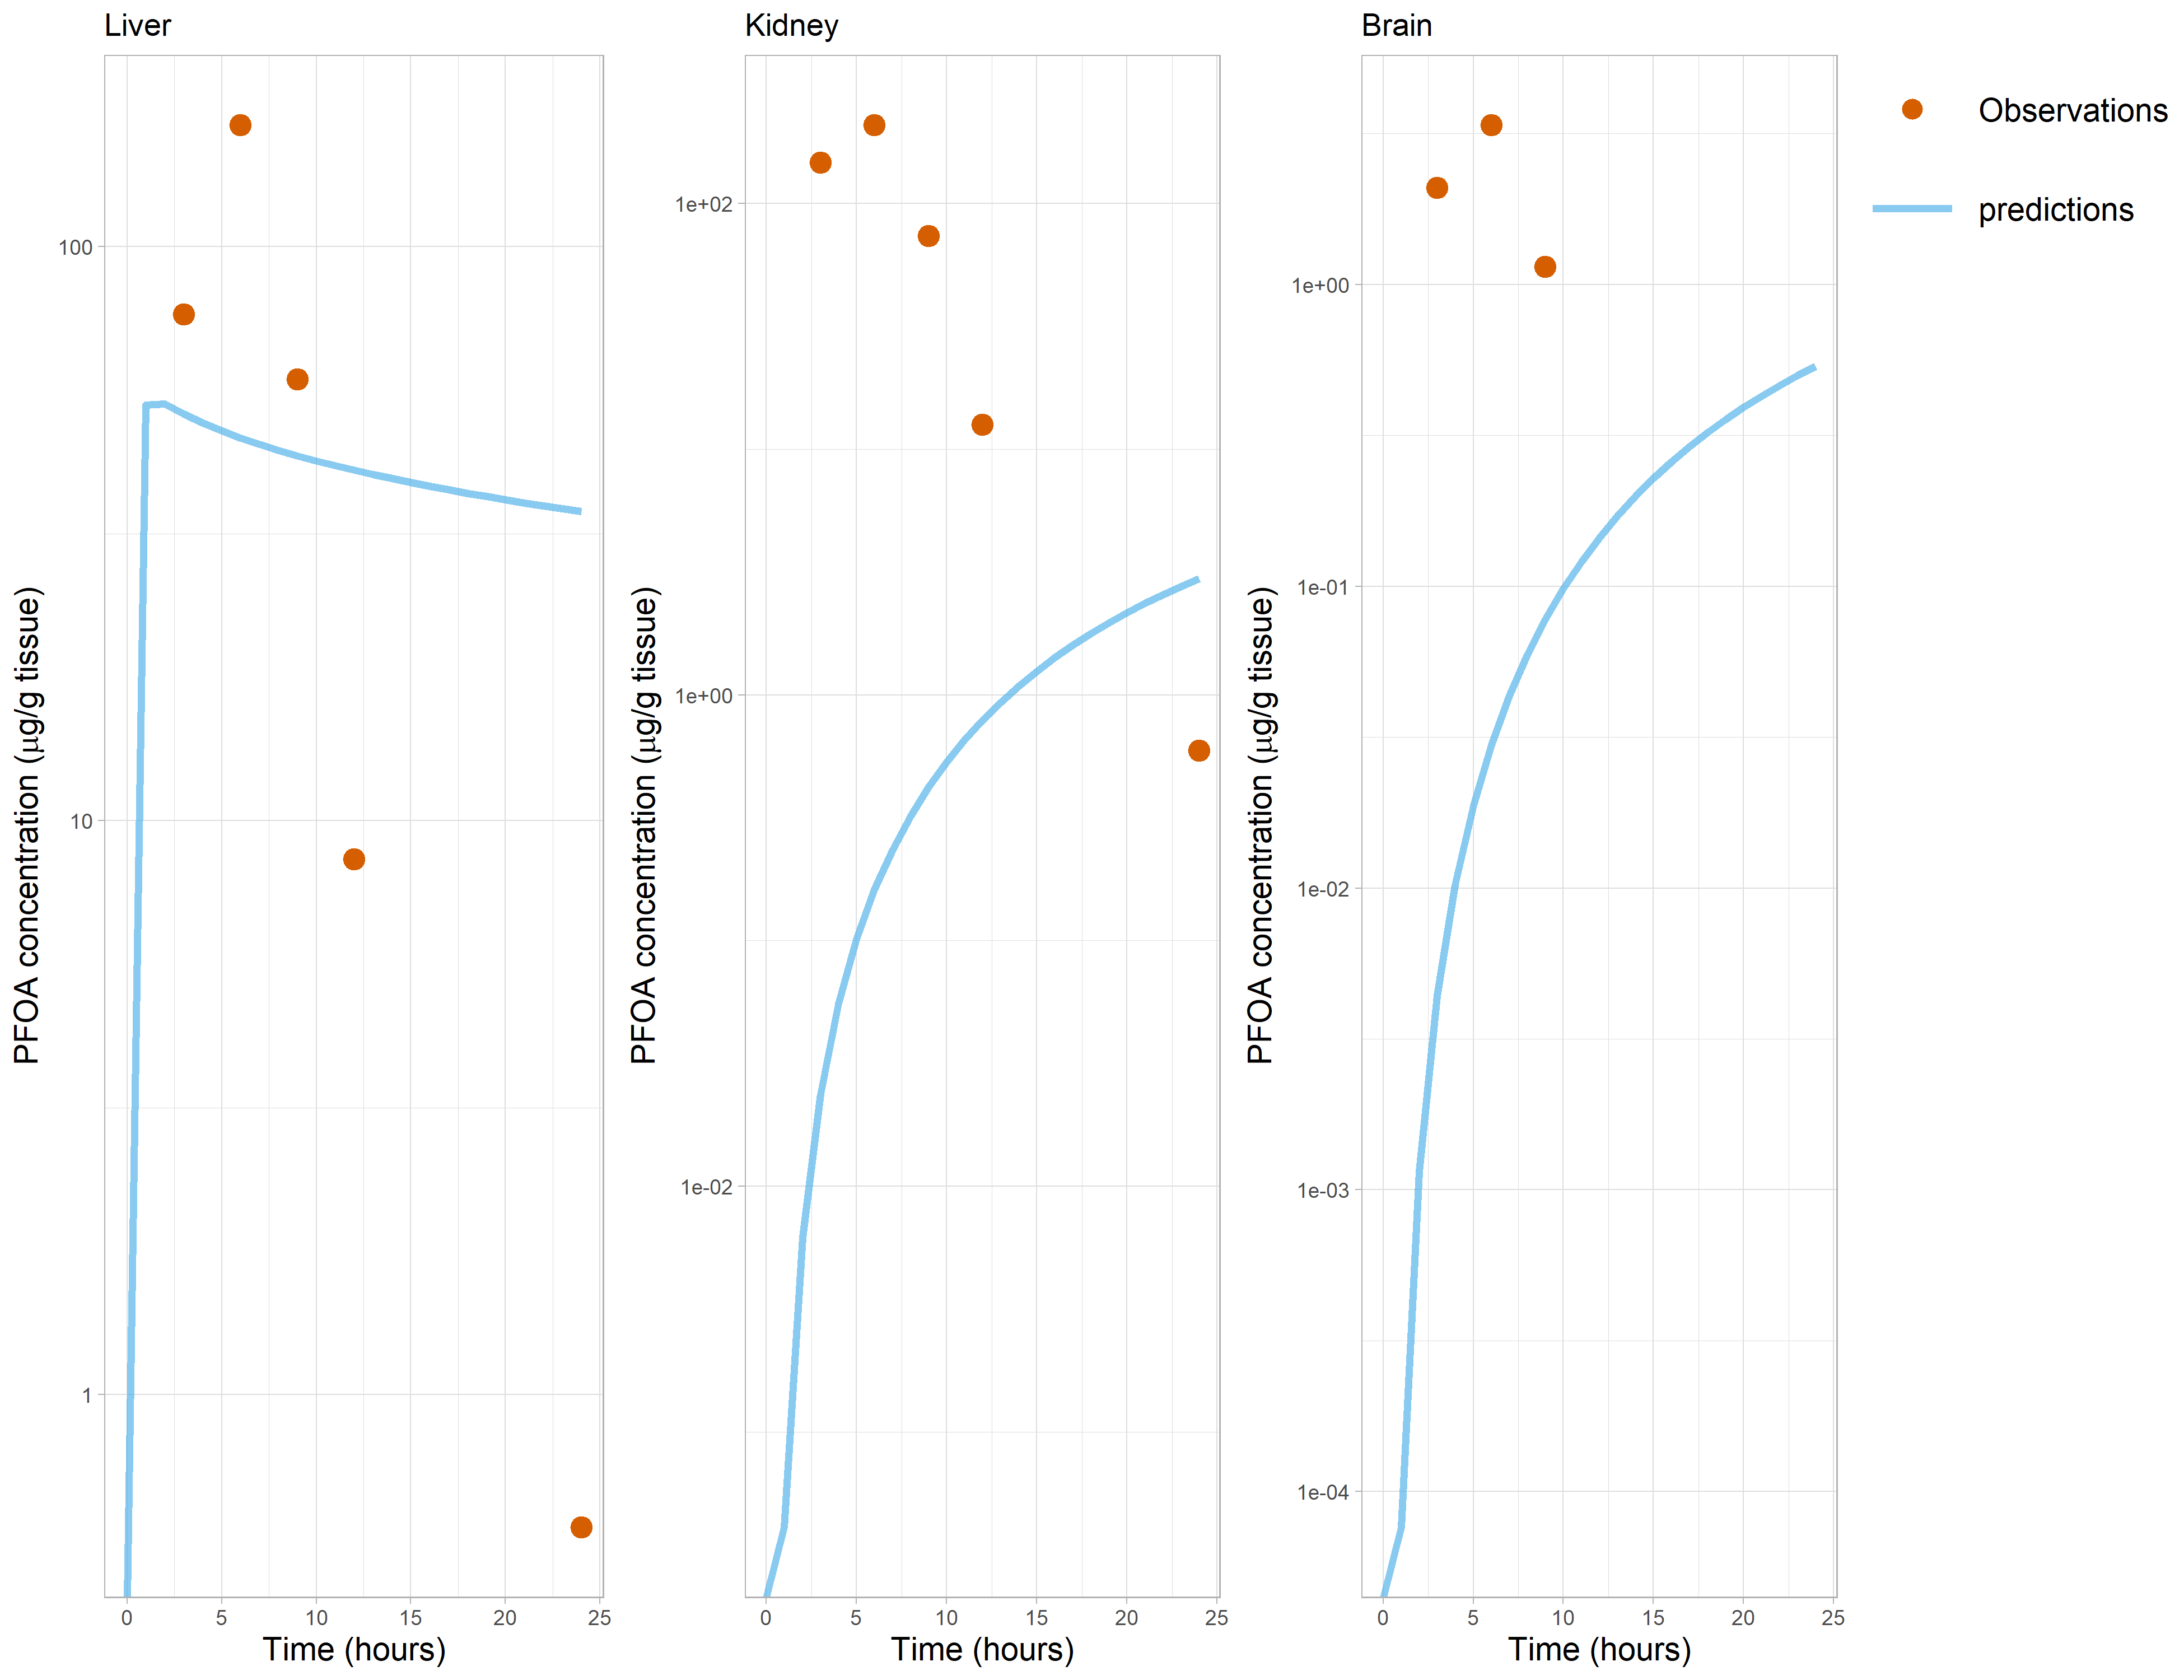 Liver
Kidney
Brain
Observations
predictions
PFOA concentration (μg/g tissue)
100
10
1
0 5 10 15 20 25
Time (hours)
PFOA concentration (μg/g tissue)
1e+02
1e+00
1e-02
0 5 10 15 20 25
Time (hours)
PFOA concentration (μg/g tissue)
1e+00
1e-01
1e-02
1e-03
1e-04
0 5 10 15 20 25
Time (hours)